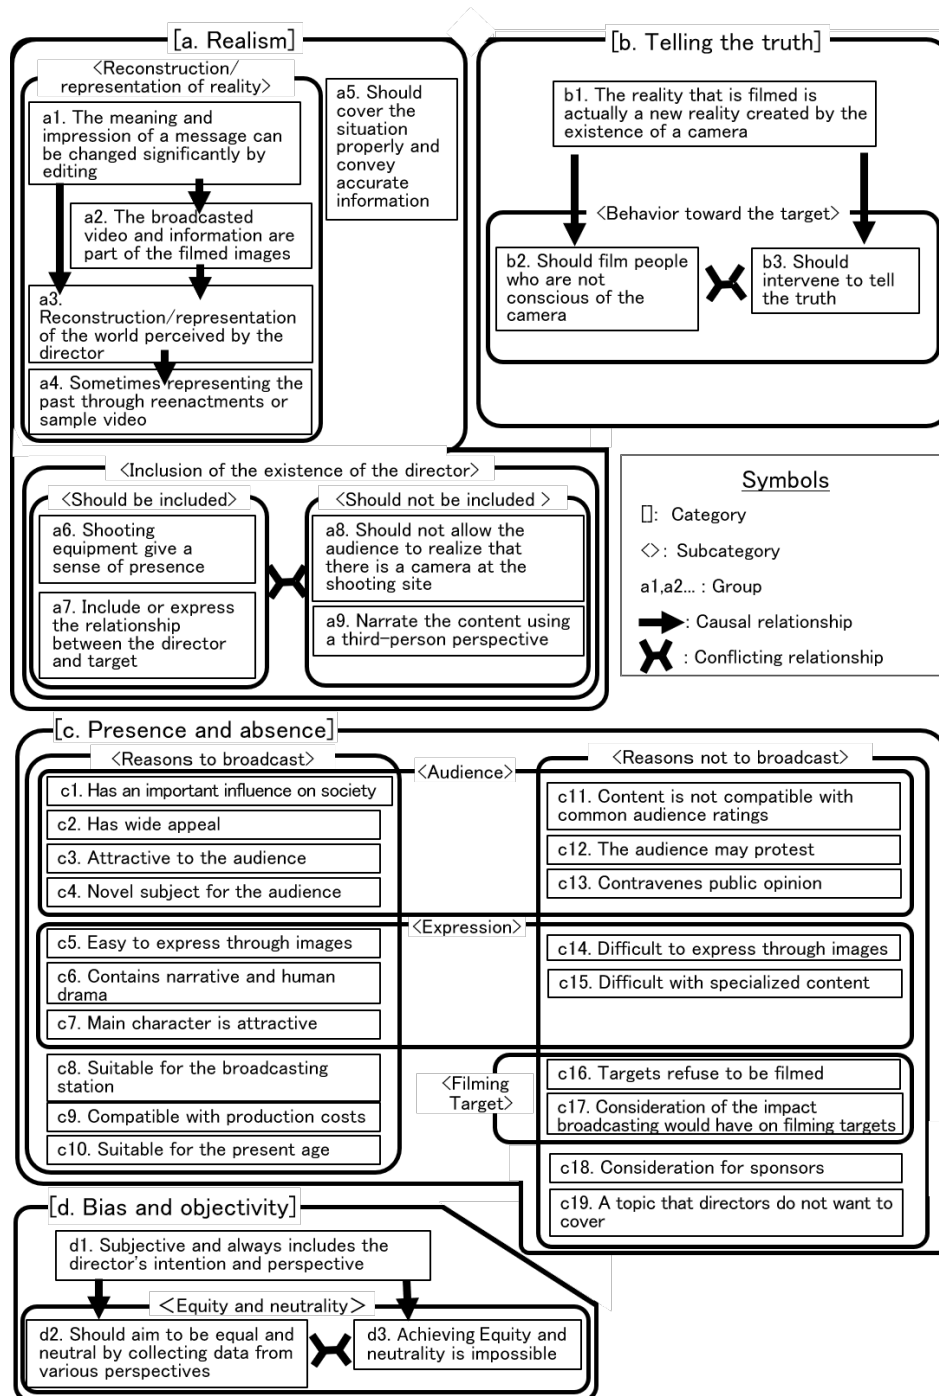 [a. Realism]
<Reconstruction/
representation of reality>
a1. The meaning and
impression of a message can
be changed significantly by
editing
a2. The broadcasted
video and information are
part of the filmed images
a3.
Reconstruction/representation
of the world perceived by the
director
a4. Sometimes representing the
past through reenactments or
sample video
a5. Should
cover the
situation
properly and
convey
accurate
information
<Inclusion of the existence of the director>
<Should be included>
a6. Shooting
equipment give a
sense of presence
a7. Include or express
the relationship
between the director
and target
<Should not be included >
a8. Should not allow the
audience to realize that
there is a camera at the
shooting site
a9. Narrate the content using
a third-person perspective
[b. Telling the truth]
b1. The reality that is filmed is
actually a new reality created by the
existence of a camera
<Behavior toward the target>
b2. Should film people
who are not
conscious of the
camera
b3. Should
intervene to tell
the truth
Symbols
[]: Category
<>: Subcategory
a1,a2... : Group
: Causal relationship
: Conflicting relationship
[c. Presence and absence]
<Reasons to broadcast>
<Audience>
<Reasons not to broadcast>
c1. Has an important influence on society
c2. Has wide appeal
c3. Attractive to the audience
c4. Novel subject for the audience
c11. Content is not compatible with
common audience ratings
c12. The audience may protest
c13. Contravenes public opinion
<Expression>
c5. Easy to express through images
c6. Contains narrative and human
drama
c7. Main character is attractive
c14. Difficult to express through images
c15. Difficult with specialized content
c8. Suitable for the broadcasting
station
c9. Compatible with production costs
c10. Suitable for the present age
<Filming
Target>
c16. Targets refuse to be filmed
c17. Consideration of the impact
broadcasting would have on filming targets
c18. Consideration for sponsors
c19. A topic that directors do not want to
cover
[d. Bias and objectivity]
d1. Subjective and always includes the
director's intention and perspective
<Equity and neutrality>
d2. Should aim to be equal and
neutral by collecting data from
various perspectives
d3. Achieving Equity and
neutrality is impossible